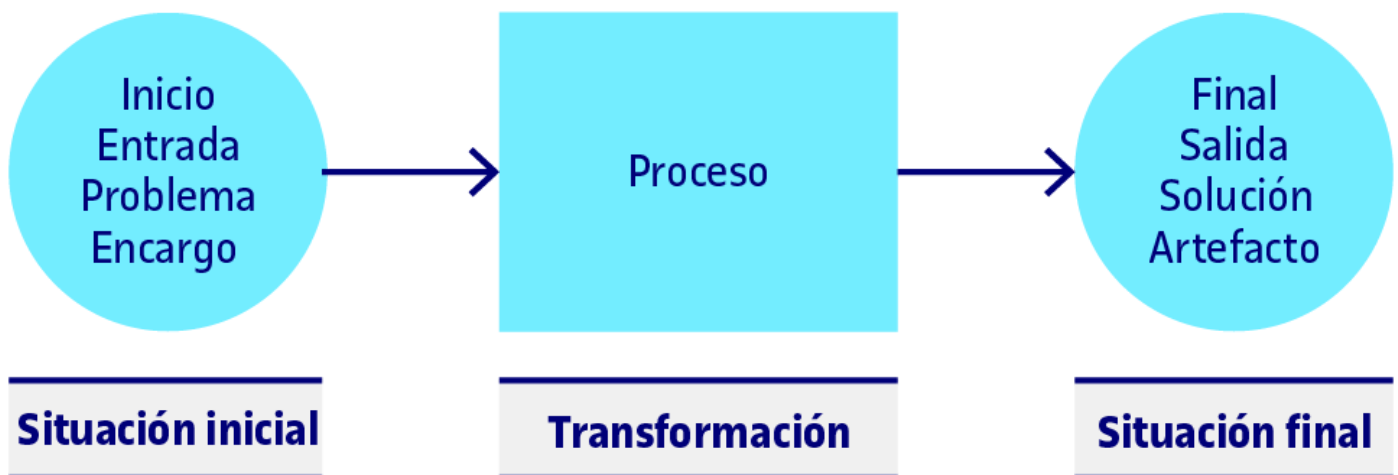 Inicio
Entrada
Problema
Encargo
Proceso
Final
Salida
Solución
Artefacto
Situación inicial
Transformación
Situación final